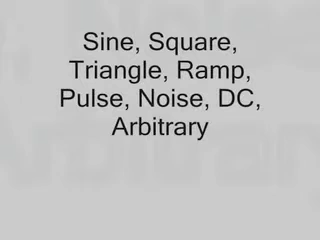 Sine, Square,
Triangle, Ramp,
Pulse, Noise, DC,
Arbitrary